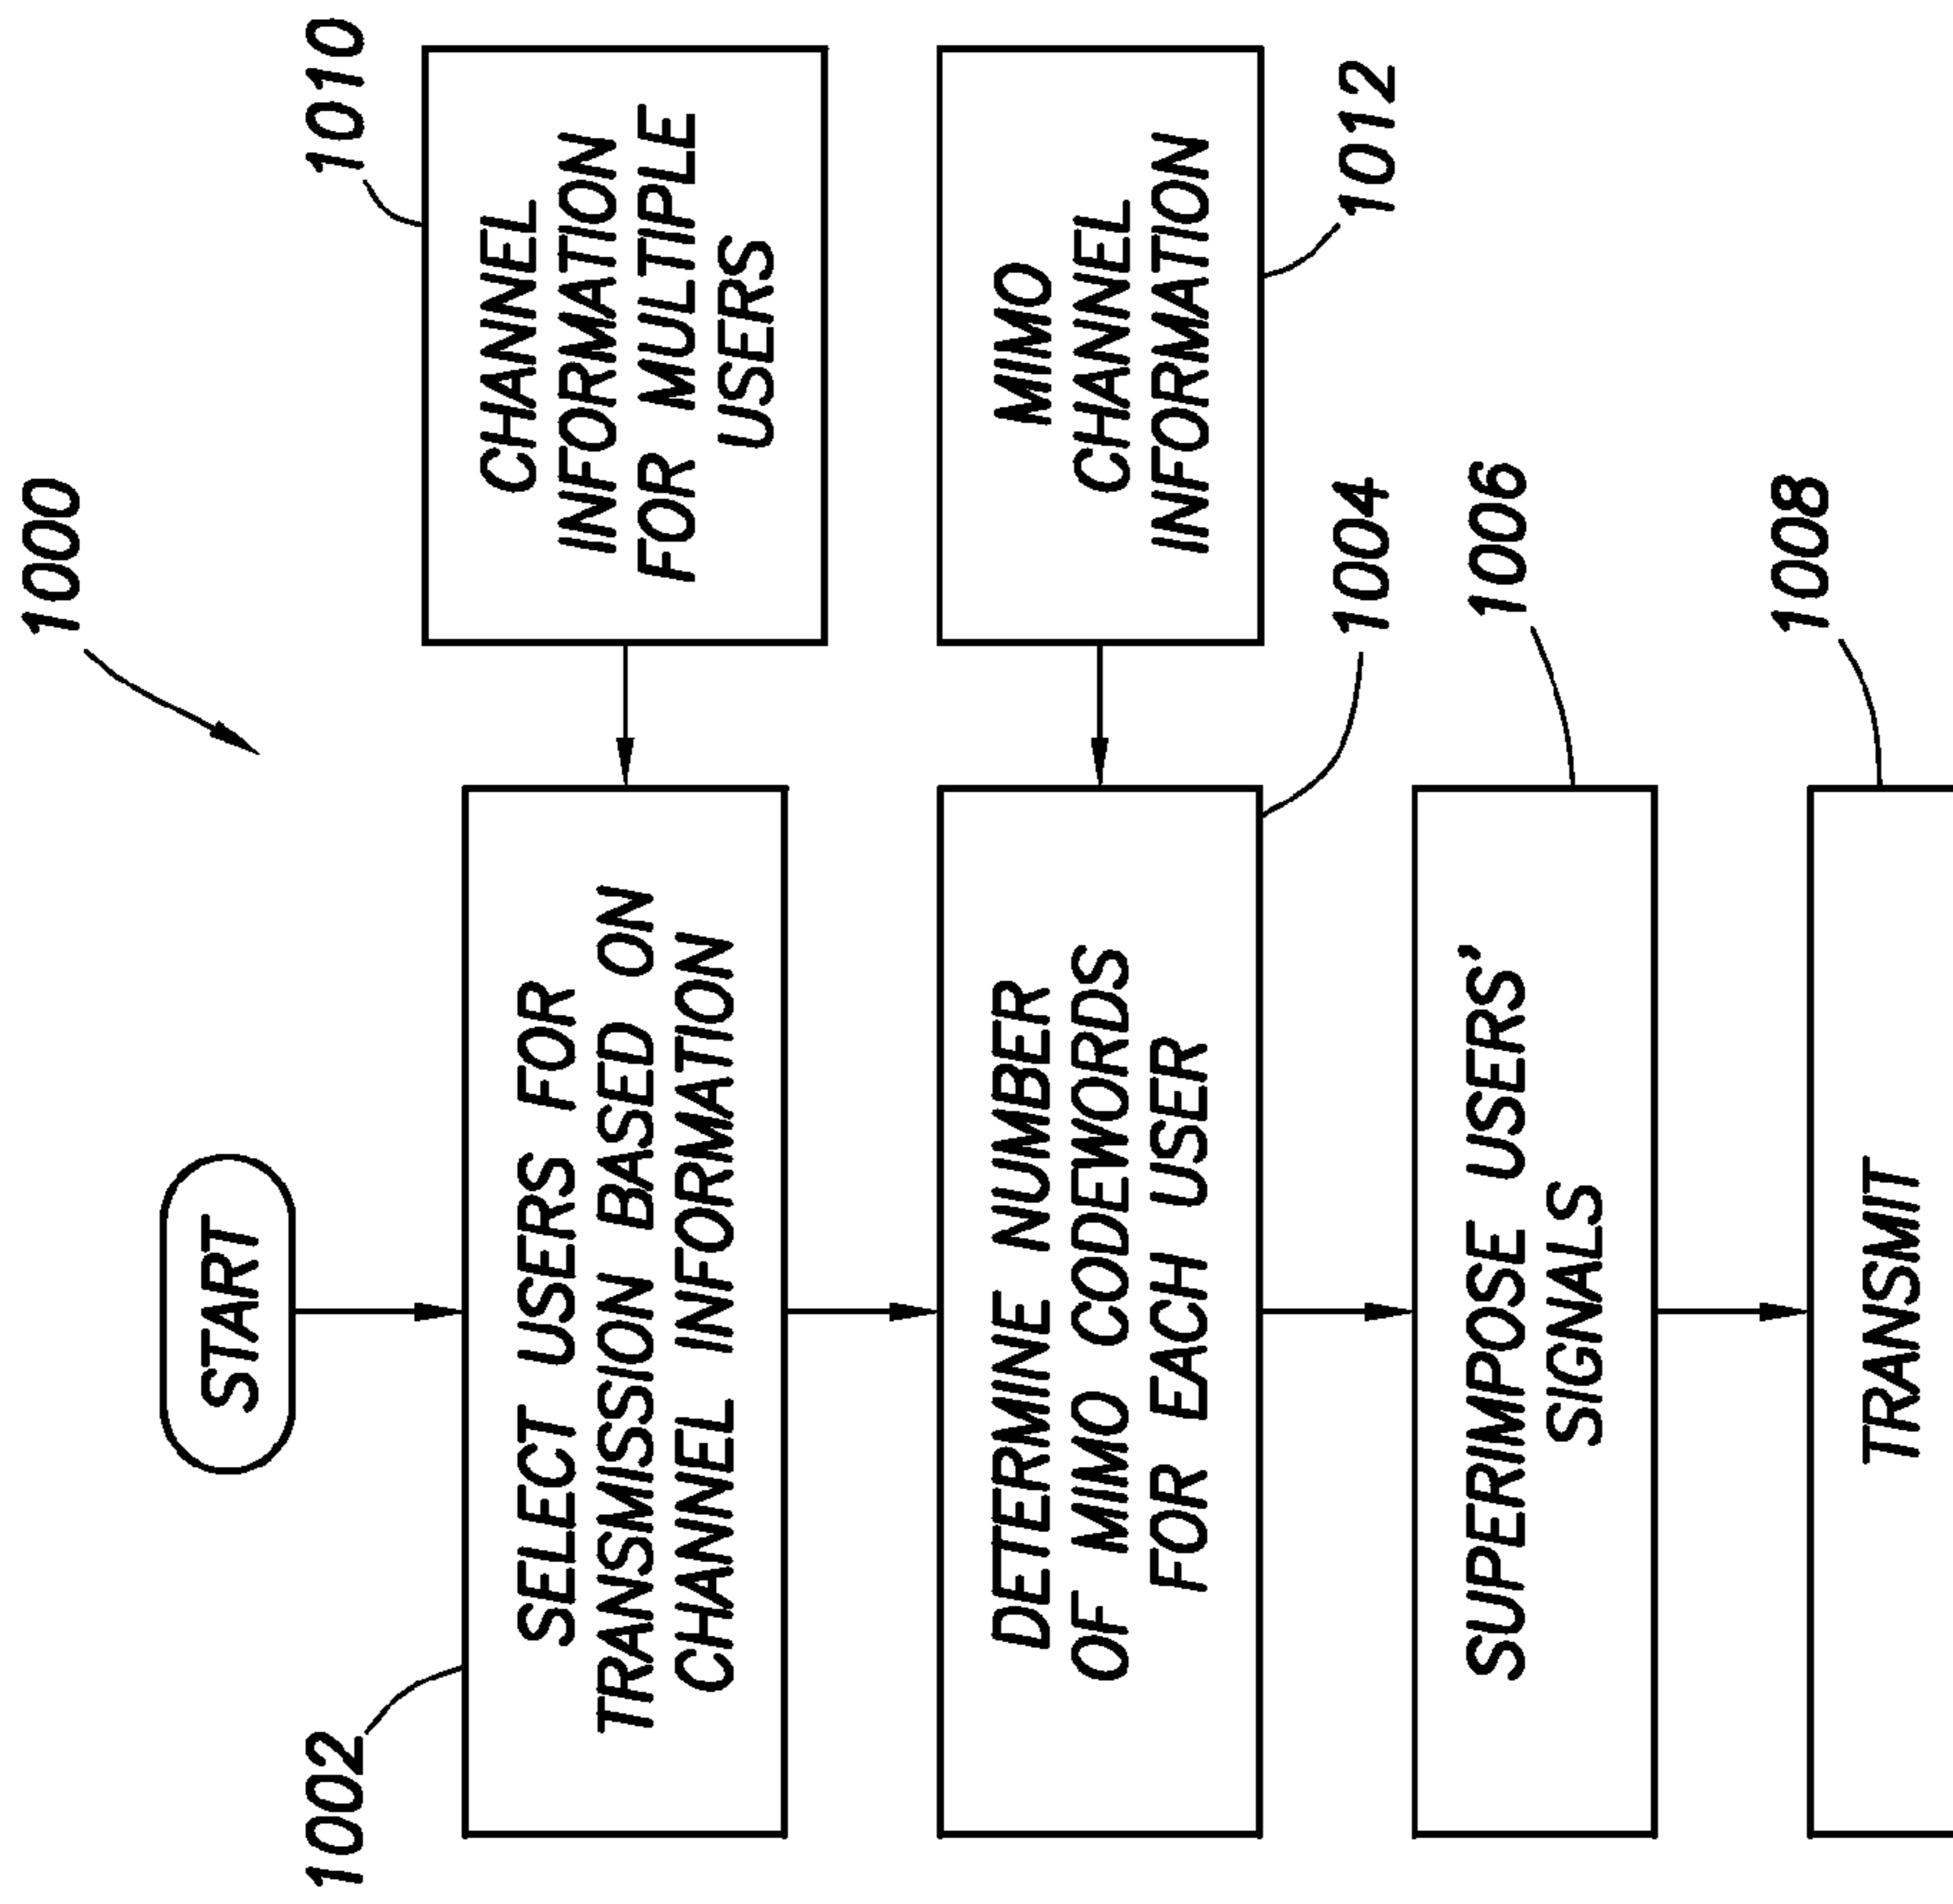 1000
START
1002
SELECT USERS FOR
TRANSMISSION BASED ON
CHANNEL INFORMATION
1010
CHANNEL
INFORMATION
FOR MULTIPLE
USERS
DETERMINE NUMBER
OF MIMO CODEWORDS
FOR EACH USER
1004
MIMO
CHANNEL
INFORMATION
1012
SUPERIMPOSE USERS'
SIGNALS
1006
TRANSMIT
1008